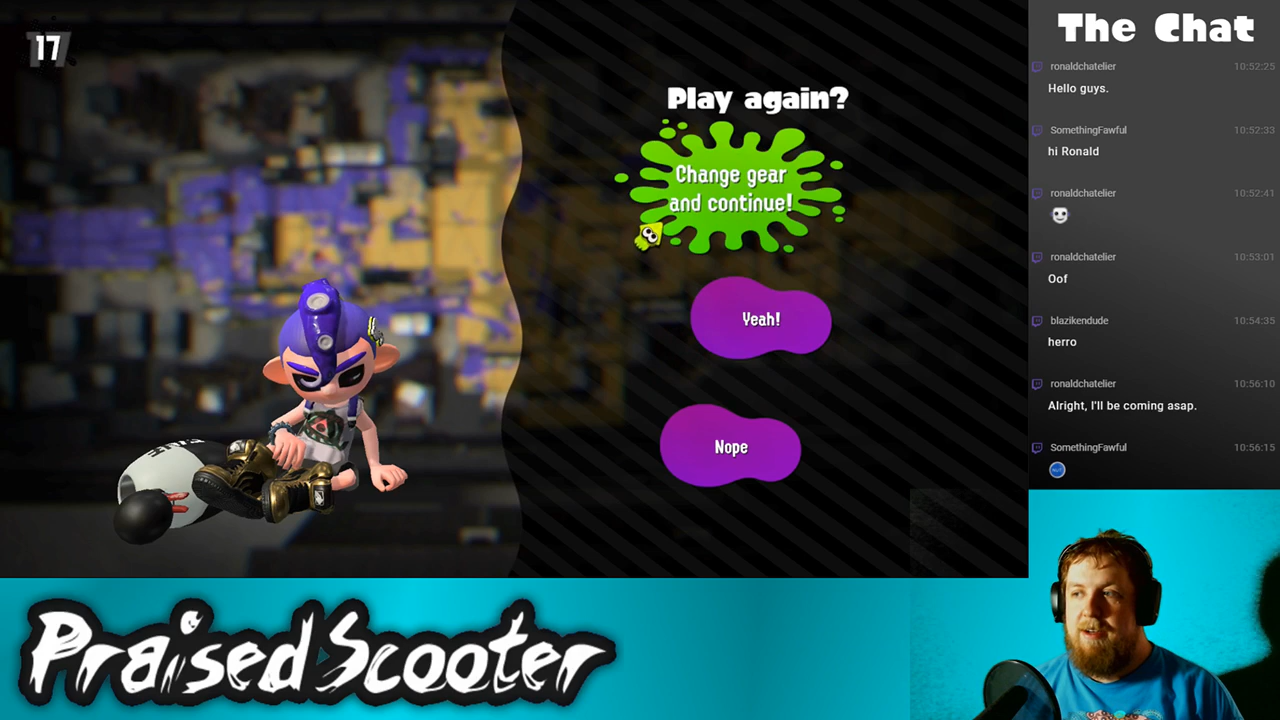 17
Play again?
Change gear
and continue!
Yeah!
Nope
The Chat
ronaldchatelier 10:52:25
Hello guys.
SomethingFawful 10:52:33
hi Ronald
ronaldchatelier 10:52:41
ronaldchatelier 10:53:01
Oof
blazikendude 10:54:35
herro
ronaldchatelier 10:56:10
Alright, I'll be coming asap.
SomethingFawful 10:56:15
PraisedScooter